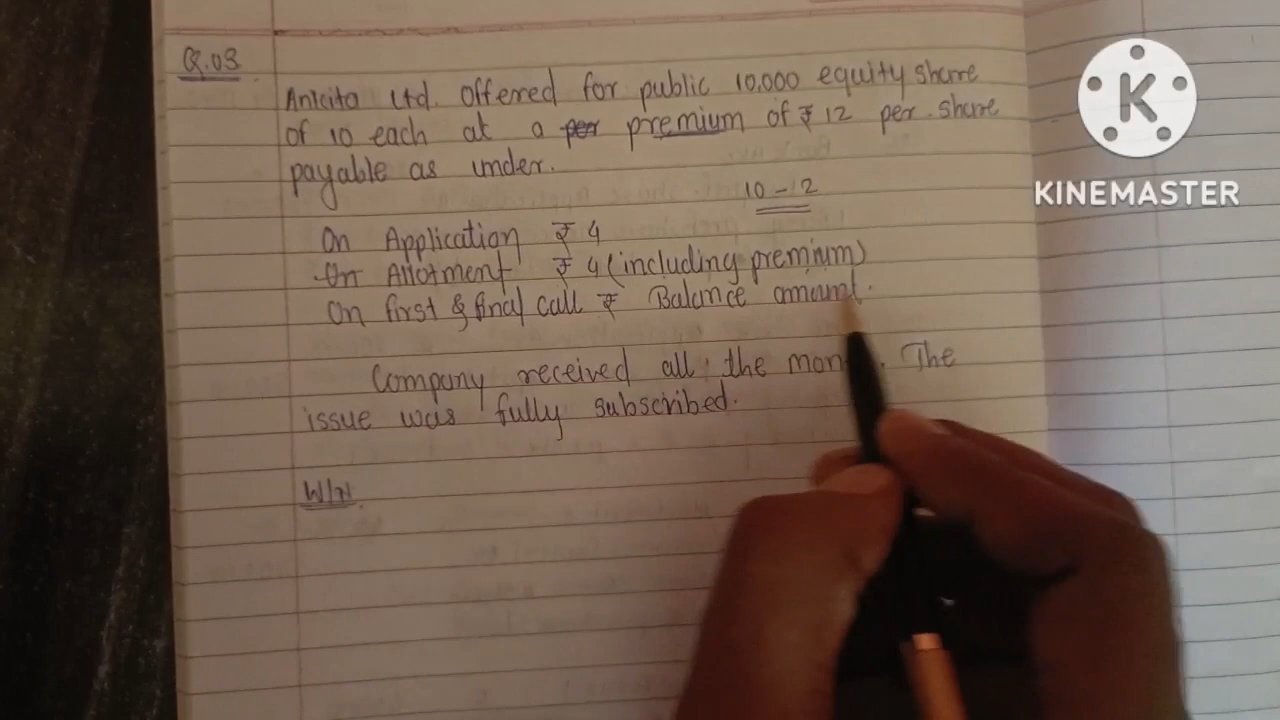 Q.03
Ankita Ltd. offered for public 10,000 equity share
of 10 each at a per premium of ₹ 12 per share
payable as under.
10 - 12
On Application ₹ 4
On Allotment ₹ 4 (including premium)
On first & final call ₹ Balance amount.
Company received all the The
issue was fully subscribed.
W/N.
K
KINEMASTER